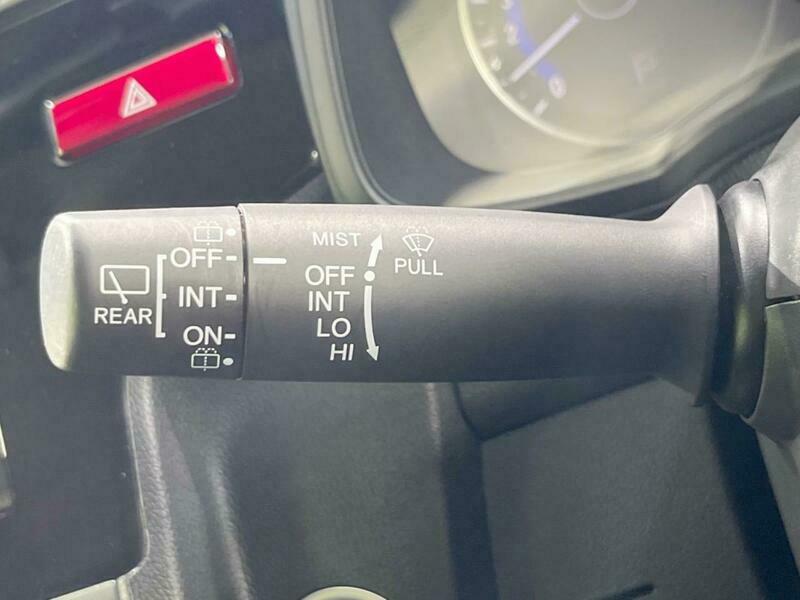 REAR
OFF
INT
ON
MIST
OFF
INT
LO
HI
PULL